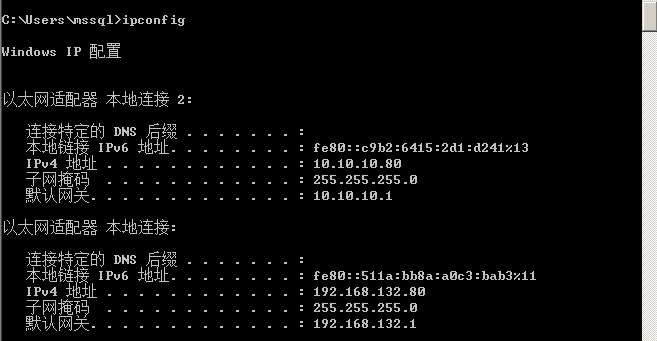 C:\Users\mssql>ipconfig
Windows IP 配置
以太网适配器 本地连接 2:
连接特定的 DNS 后缀 . . . . . . . :
本地链接 IPv6 地址. . . . . . . . : fe80::c9b2:6415:2d1:d241%13
IPv4 地址 . . . . . . . . . . . . : 10.10.10.80
子网掩码 . . . . . . . . . . . . : 255.255.255.0
默认网关. . . . . . . . . . . . . : 10.10.10.1
以太网适配器 本地连接:
连接特定的 DNS 后缀 . . . . . . . :
本地链接 IPv6 地址. . . . . . . . : fe80::511a:bb8a:a0c3:bab3%11
IPv4 地址 . . . . . . . . . . . . : 192.168.132.80
子网掩码 . . . . . . . . . . . . : 255.255.255.0
默认网关. . . . . . . . . . . . . : 192.168.132.1